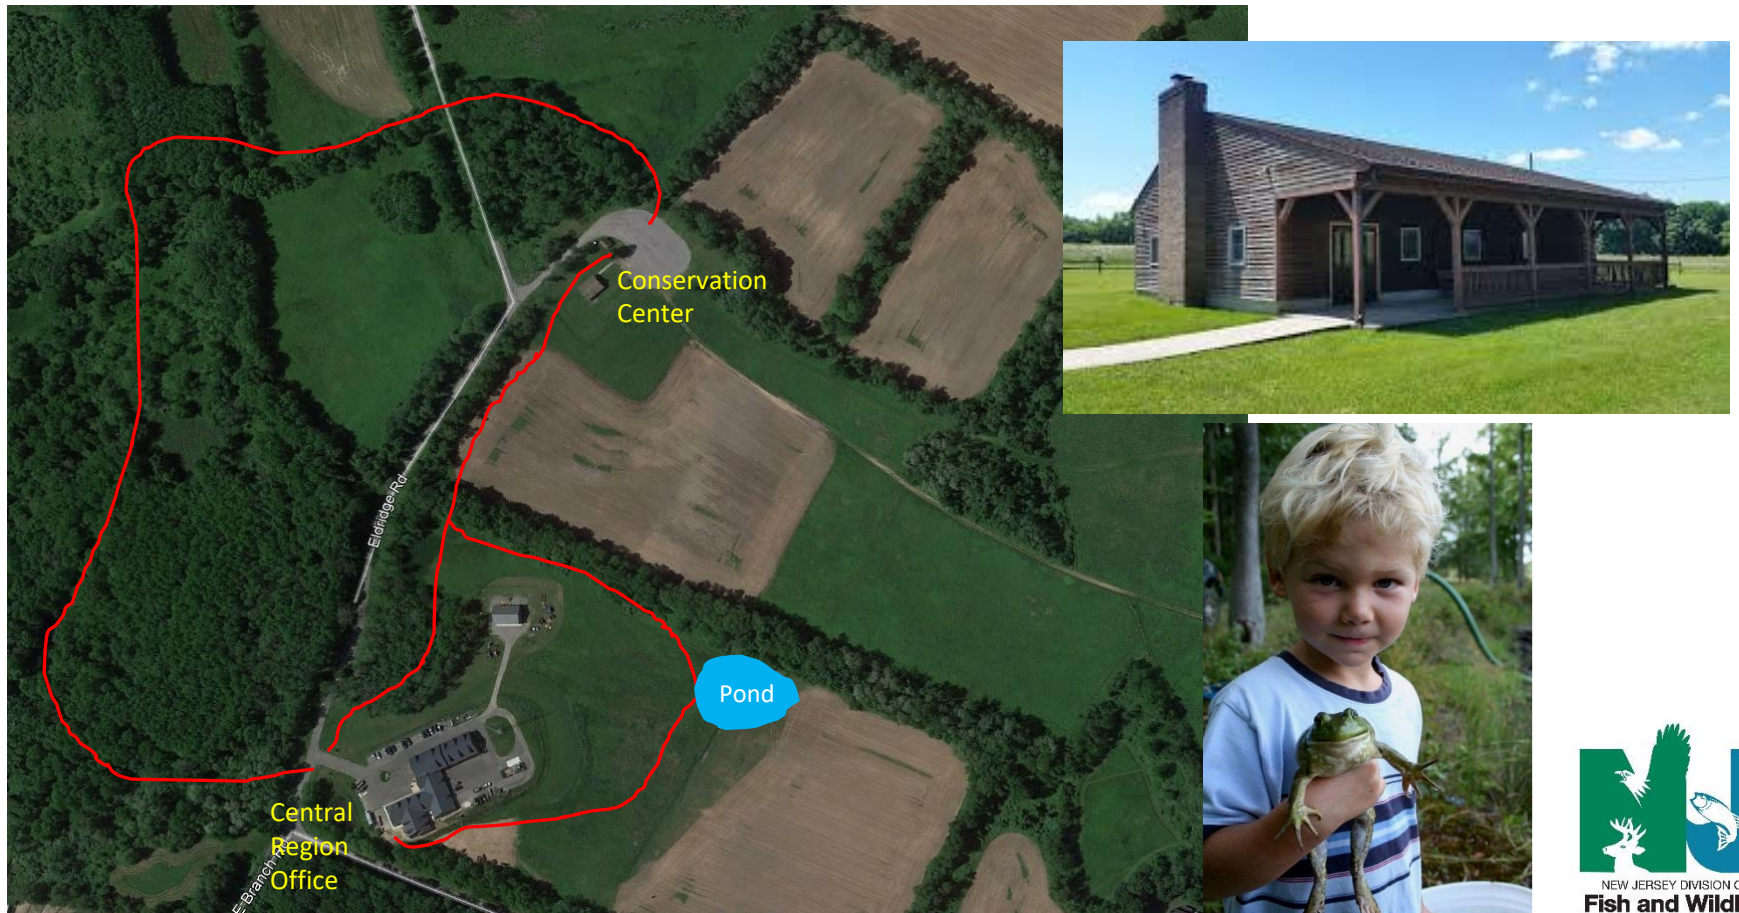 Conservation
Center
Eldridge Rd
Pond
Central
Region
Office
E Branch
NEW JERSEY DIVISION
Fish and Wildl